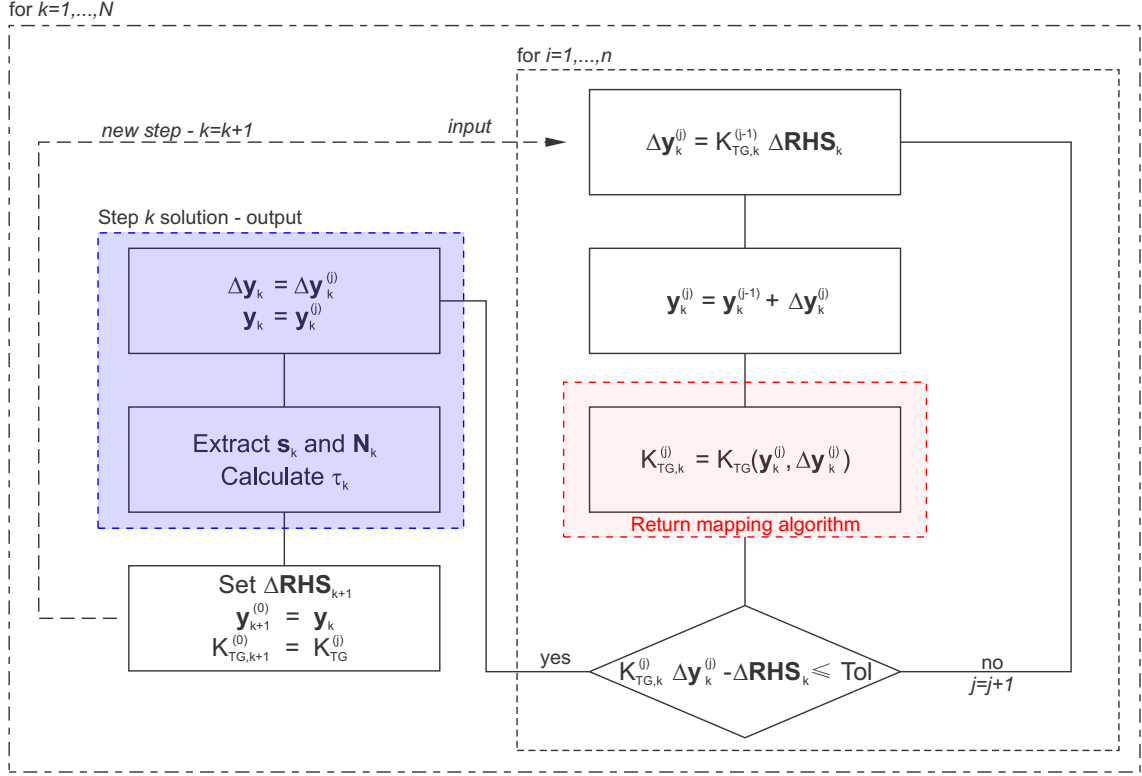 for k=1,...,N
for i=1,...,n
new step - k=k+1
input
Δy_k^(j) = K_TG,k^(j-1) ΔRHS_k
y_k^(j) = y_k^(j-1) + Δy_k^(j)
K_TG,k^(j) = K_TG(y_k^(j), Δy_k^(j))
Return mapping algorithm
K_TG,k^(j) Δy_k^(j) - ΔRHS_k ≤ Tol
no
j=j+1
yes
Step k solution - output
Δy_k = Δy_k^(j)
y_k = y_k^(j)
Extract s_k and N_k
Calculate τ_k
Set ΔRHS_k+1
y_k+1^(0) = y_k
K_TG,k+1^(0) = K_TG^(j)